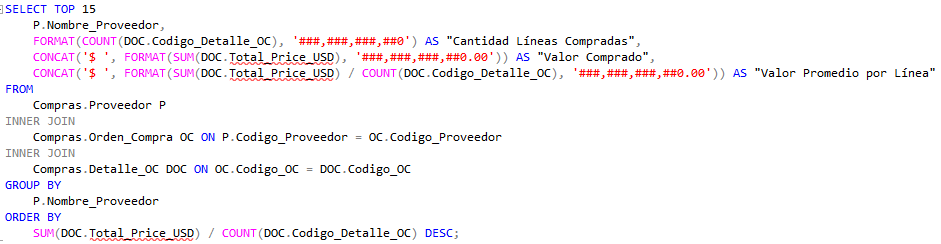 SELECT TOP 15
P.Nombre_Proveedor,
FORMAT(COUNT(DOC.Codigo_Detalle_OC), '###,###,###,##0') AS "Cantidad Líneas Compradas",
CONCAT('$ ', FORMAT(SUM(DOC.Total_Price_USD), '###,###,###,##0.00')) AS "Valor Comprado",
CONCAT('$ ', FORMAT(SUM(DOC.Total_Price_USD) / COUNT(DOC.Codigo_Detalle_OC), '###,###,###,##0.00')) AS "Valor Promedio por Línea"
FROM
Compras.Proveedor P
INNER JOIN
Compras.Orden_Compra OC ON P.Codigo_Proveedor = OC.Codigo_Proveedor
INNER JOIN
Compras.Detalle_OC DOC ON OC.Codigo_OC = DOC.Codigo_OC
GROUP BY
P.Nombre_Proveedor
ORDER BY
SUM(DOC.Total_Price_USD) / COUNT(DOC.Codigo_Detalle_OC) DESC;